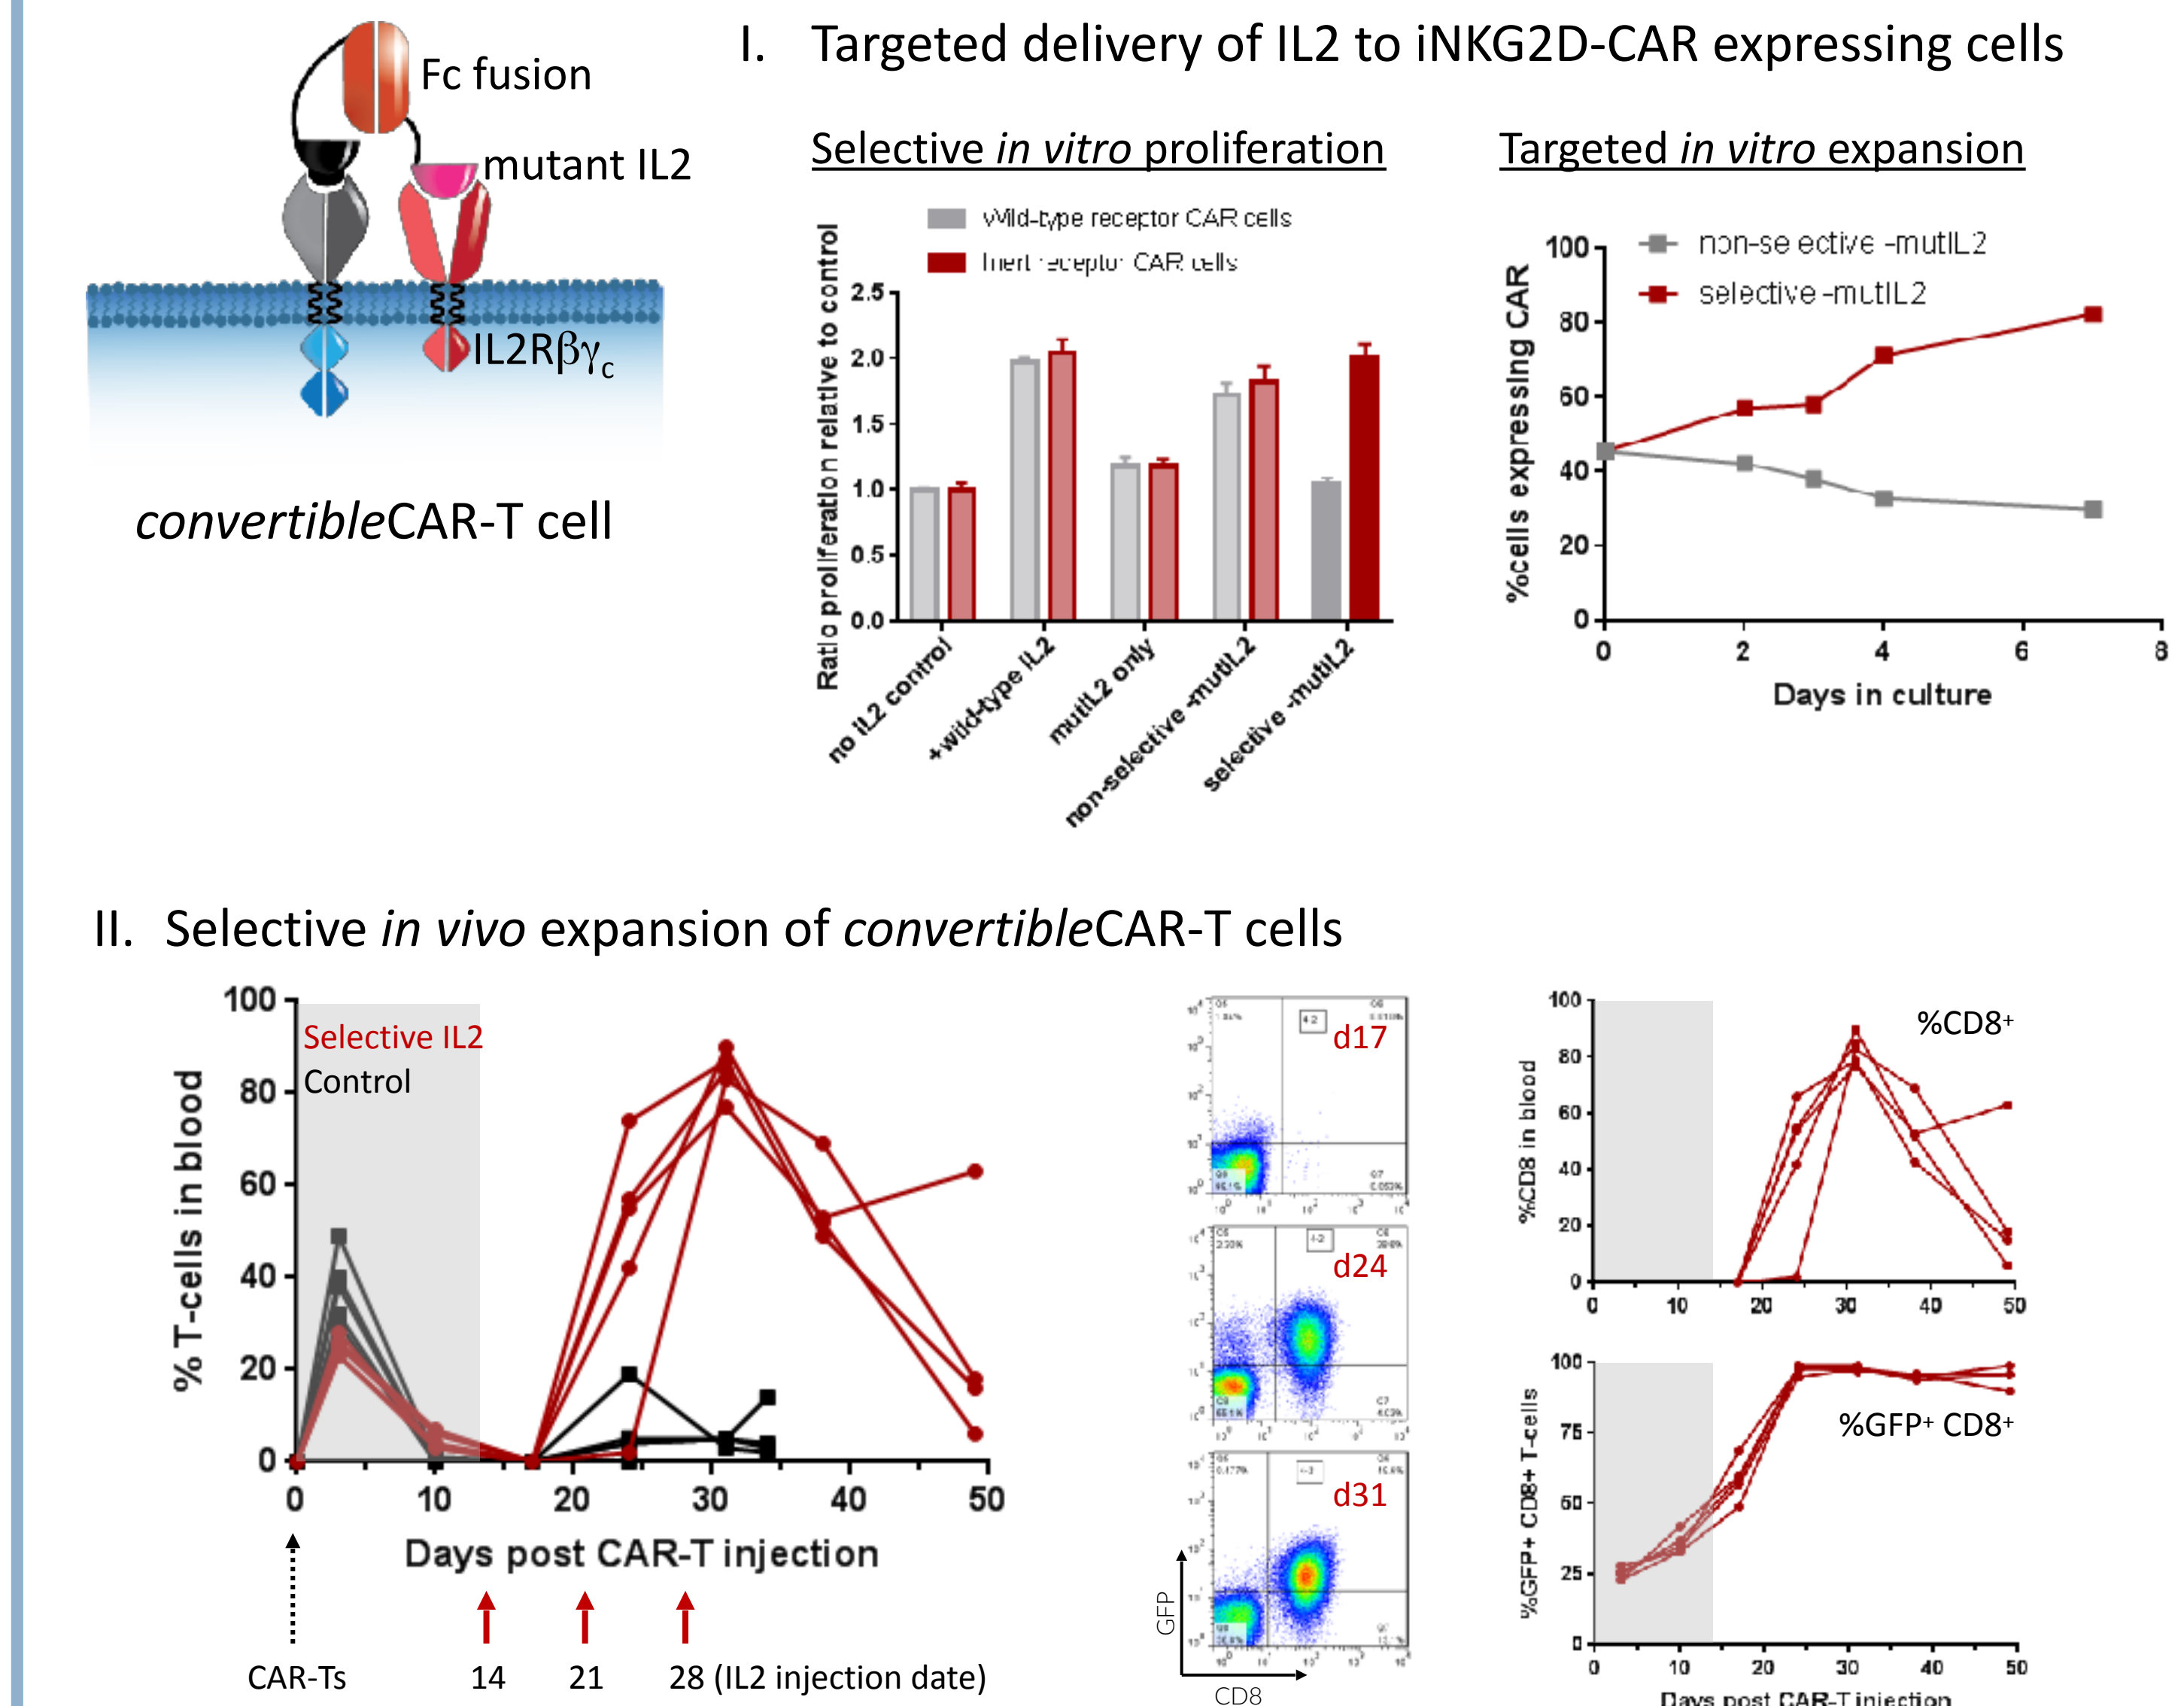 Fc fusion
mutant IL2
IL2Rβγc
convertibleCAR-T cell
I. Targeted delivery of IL2 to iNKG2D-CAR expressing cells
Selective in vitro proliferation
Wild-type receptor CAR cells
Inert receptor CAR cells
Ratio proliferation relative to control
2.5
2.0
1.5
1.0
0.5
0.0
no IL2 control
+wild-type IL2
mutIL2 only
non-selective -mutIL2
selective -mutIL2
Targeted in vitro expansion
non-selective -mutIL2
selective -mutIL2
%cells expressing CAR
100
80
60
40
20
0
0 2 4 6 8
Days in culture
II. Selective in vivo expansion of convertibleCAR-T cells
Selective IL2
Control
% T-cells in blood
100
80
60
40
20
0
0 10 20 30 40 50
Days post CAR-T injection
CAR-Ts 14 21 28 (IL2 injection date)
d17
d24
d31
GFP
CD8
%CD8+
%CD8 in blood
100
80
60
40
20
0
0 10 20 30 40 50
%GFP+ CD8+
%GFP+ CD8+ T-cells
100
75
50
25
0
0 10 20 30 40 50
Days post CAR-T injection